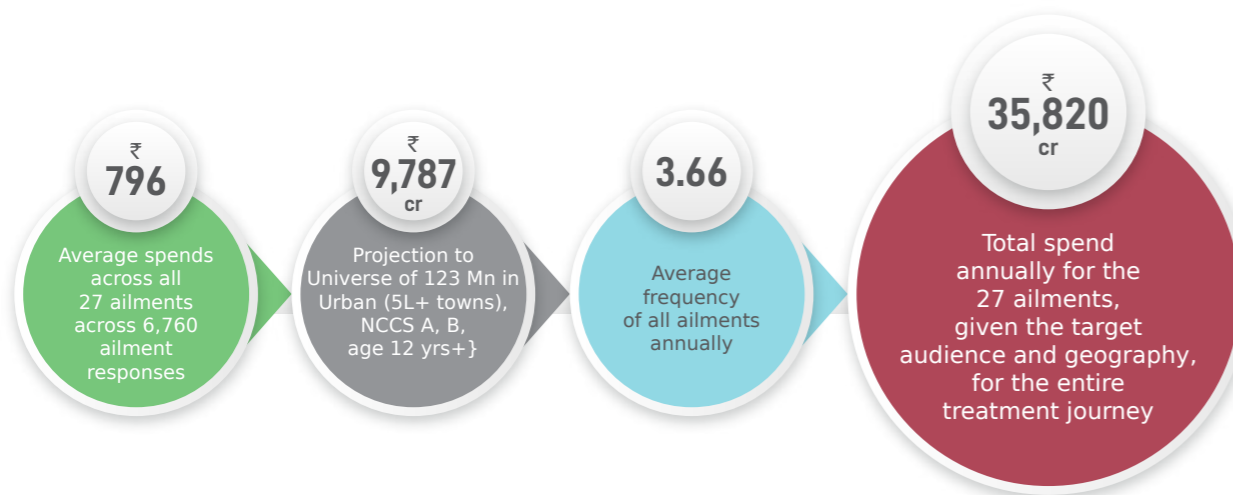 ₹
796
Average spends
across all
27 ailments
across 6,760
ailment
responses
₹
9,787
cr
Projection to
Universe of 123 Mn in
Urban (5L+ towns),
NCCS A, B,
age 12 yrs+}
3.66
Average
frequency
of all ailments
annually
₹
35,820
cr
Total spend
annually for the
27 ailments,
given the target
audience and geography,
for the entire
treatment journey